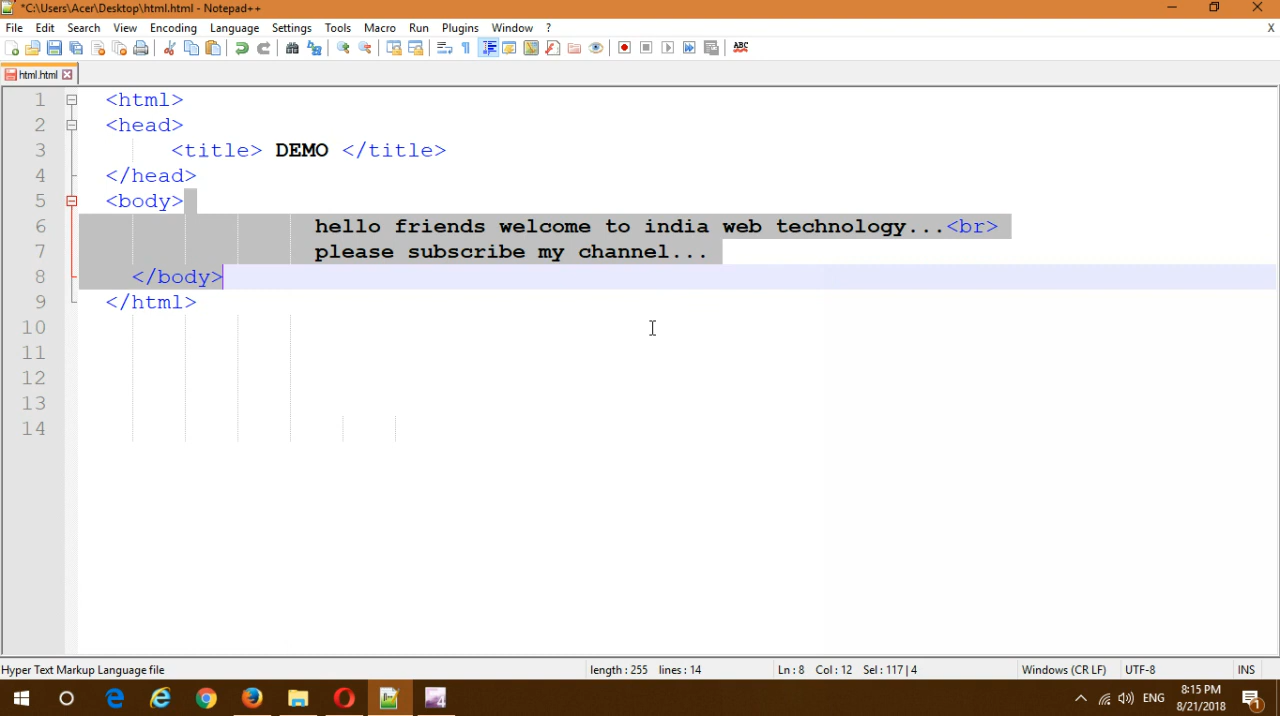 *C:\Users\Acer\Desktop\html.html - Notepad++
File Edit Search View Encoding Language Settings Tools Macro Run Plugins Window ? X
ABC
html.html
1 <html>
2 <head>
3 <title> DEMO </title>
4 </head>
5 <body>
6 hello friends welcome to india web technology...<br>
7 please subscribe my channel...
8 </body>
9 </html>
10
11
12
13
14
Hyper Text Markup Language file length : 255 lines : 14 Ln : 8 Col : 12 Sel : 117 | 4 Windows (CR LF) UTF-8 INS
ENG 8:15 PM
8/21/2018 1